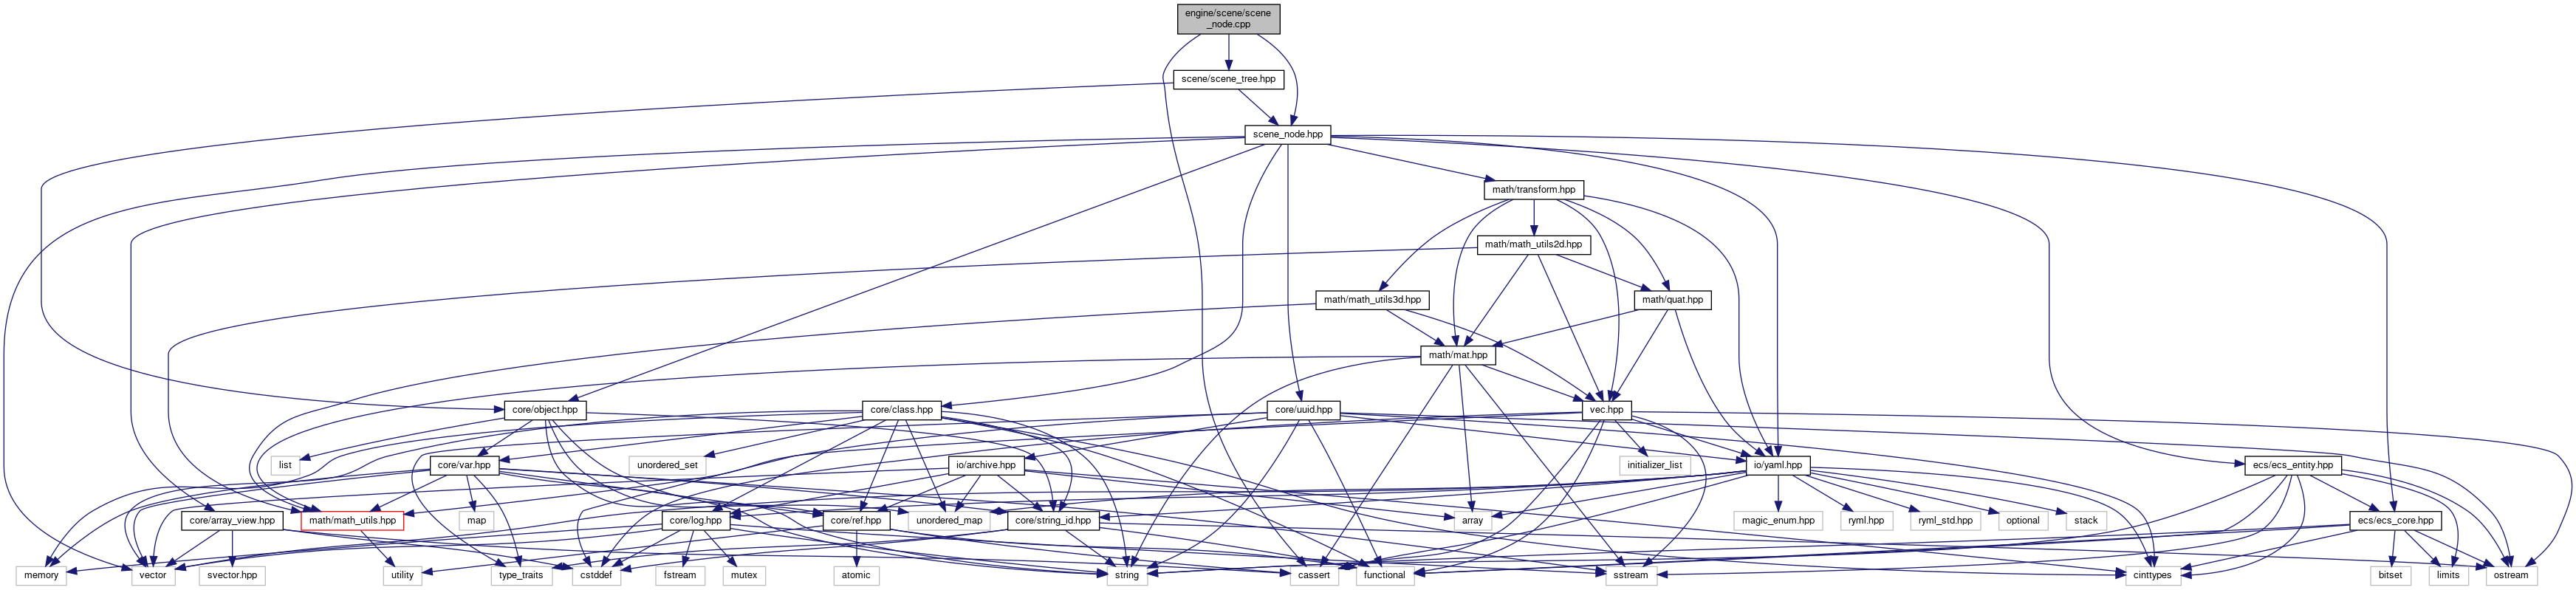 engine/scene/scene
_node.cpp
scene/scene_tree.hpp
scene_node.hpp
math/transform.hpp
math/math_utils2d.hpp
math/math_utils3d.hpp
math/quat.hpp
math/mat.hpp
core/object.hpp
core/class.hpp
core/uuid.hpp
vec.hpp
list
core/var.hpp
unordered_set
io/archive.hpp
initializer_list
io/yaml.hpp
ecs/ecs_entity.hpp
core/array_view.hpp
math/math_utils.hpp
map
core/log.hpp
core/ref.hpp
unordered_map
core/string_id.hpp
array
magic_enum.hpp
ryml.hpp
ryml_std.hpp
optional
stack
ecs/ecs_core.hpp
memory
vector
svector.hpp
utility
type_traits
cstddef
fstream
mutex
atomic
string
cassert
functional
sstream
cinttypes
bitset
limits
ostream